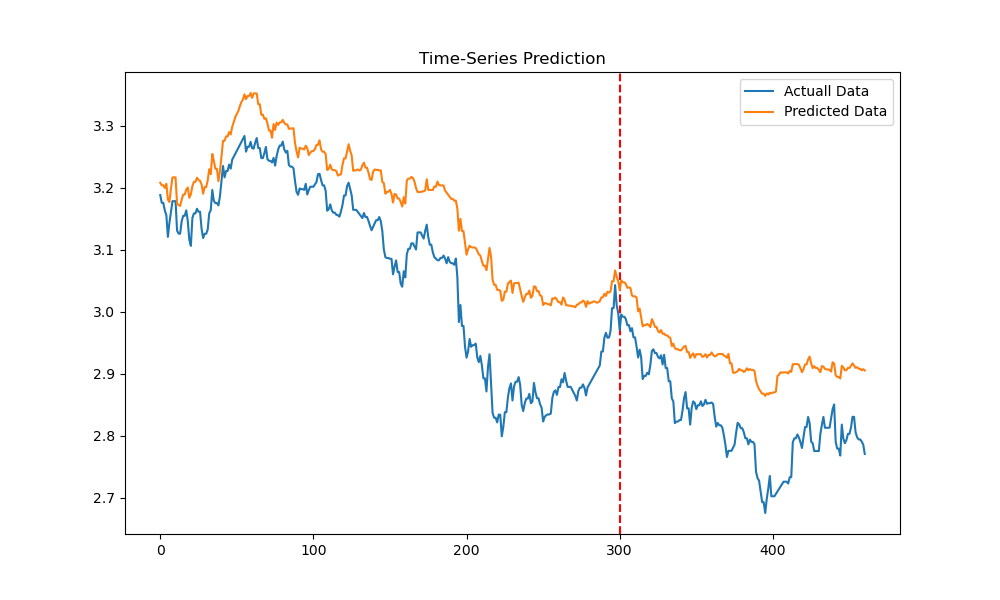 Time-Series Prediction
Actuall Data
Predicted Data
3.3
3.2
3.1
3.0
2.9
2.8
2.7
0 100 200 300 400